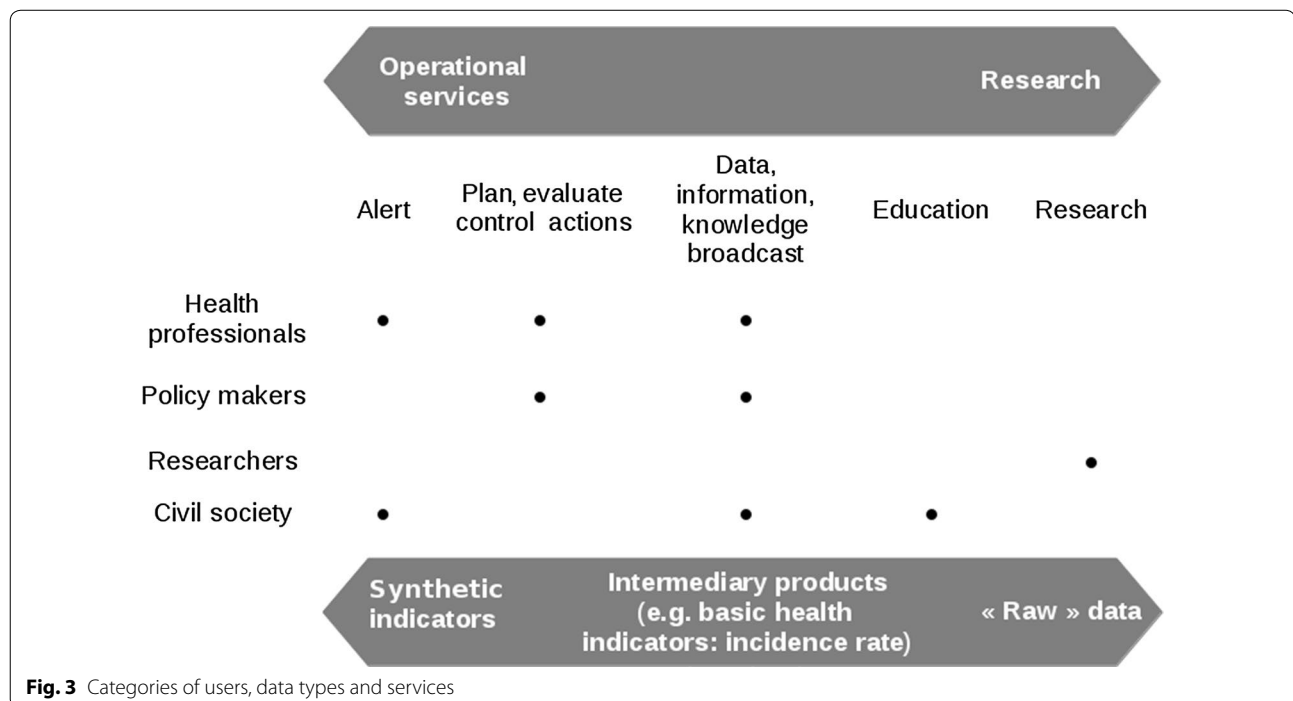 Operational
services
Research
Alert
Plan, evaluate
control actions
Data,
information,
knowledge
broadcast
Education
Research
Health
professionals
Policy makers
Researchers
Civil society
Synthetic
indicators
Intermediary products
(e.g. basic health
indicators: incidence rate)
« Raw » data
Fig. 3 Categories of users, data types and services